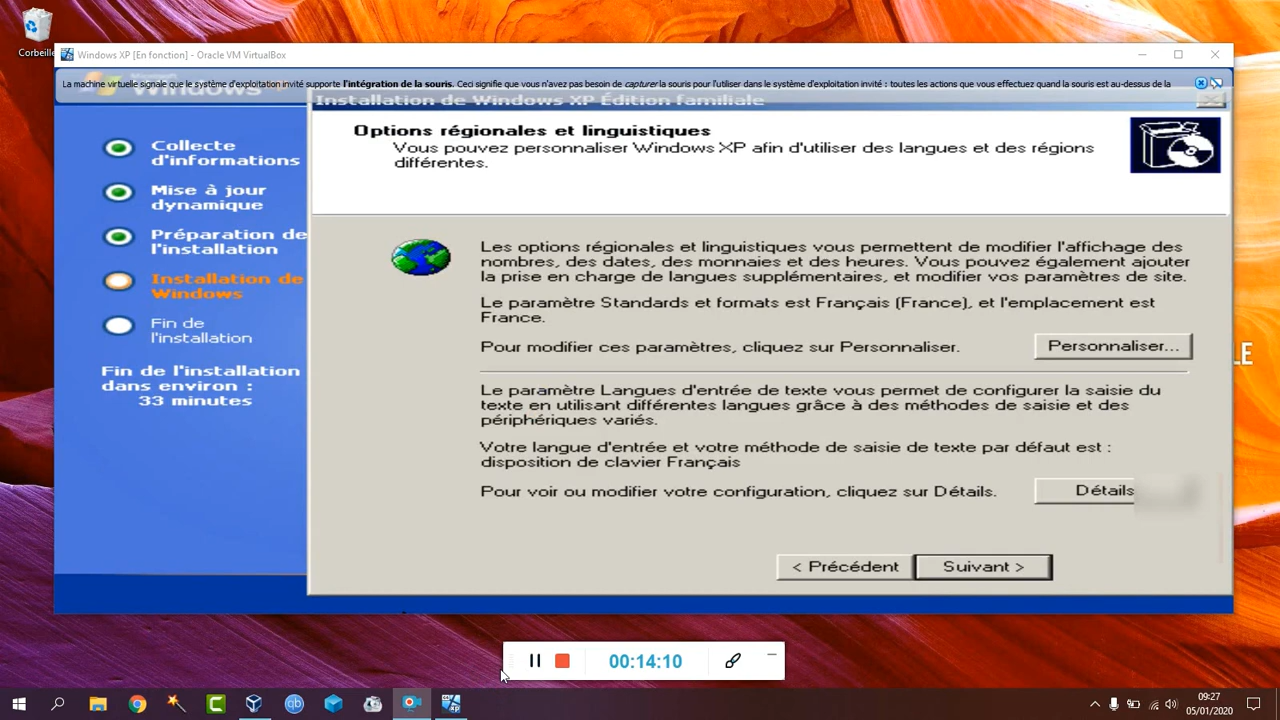 Corbeille
Windows XP [En fonction] - Oracle VM VirtualBox
La machine virtuelle signale que le système d'exploitation invité supporte l'intégration de la souris. Ceci signifie que vous n'avez pas besoin de capturer la souris pour l'utiliser dans le système d'exploitation invité : toutes les actions que vous effectuez quand la souris est au-dessus de la
Installation de Windows XP Édition familiale
Collecte
d'informations
Mise à jour
dynamique
Préparation de
l'installation
Installation de
Windows
Fin de
l'installation
Fin de l'installation
dans environ :
33 minutes
Options régionales et linguistiques
Vous pouvez personnaliser Windows XP afin d'utiliser des langues et des régions
différentes.
Les options régionales et linguistiques vous permettent de modifier l'affichage des
nombres, des dates, des monnaies et des heures. Vous pouvez également ajouter
la prise en charge de langues supplémentaires, et modifier vos paramètres de site.
Le paramètre Standards et formats est Français (France), et l'emplacement est
France.
Pour modifier ces paramètres, cliquez sur Personnaliser.
Personnaliser...
Le paramètre Langues d'entrée de texte vous permet de configurer la saisie du
texte en utilisant différentes langues grâce à des méthodes de saisie et des
périphériques variés.
Votre langue d'entrée et votre méthode de saisie de texte par défaut est :
disposition de clavier Français
Pour voir ou modifier votre configuration, cliquez sur Détails.
Détails
< Précédent
Suivant >
LE
00:14:10
09:27
05/01/2020